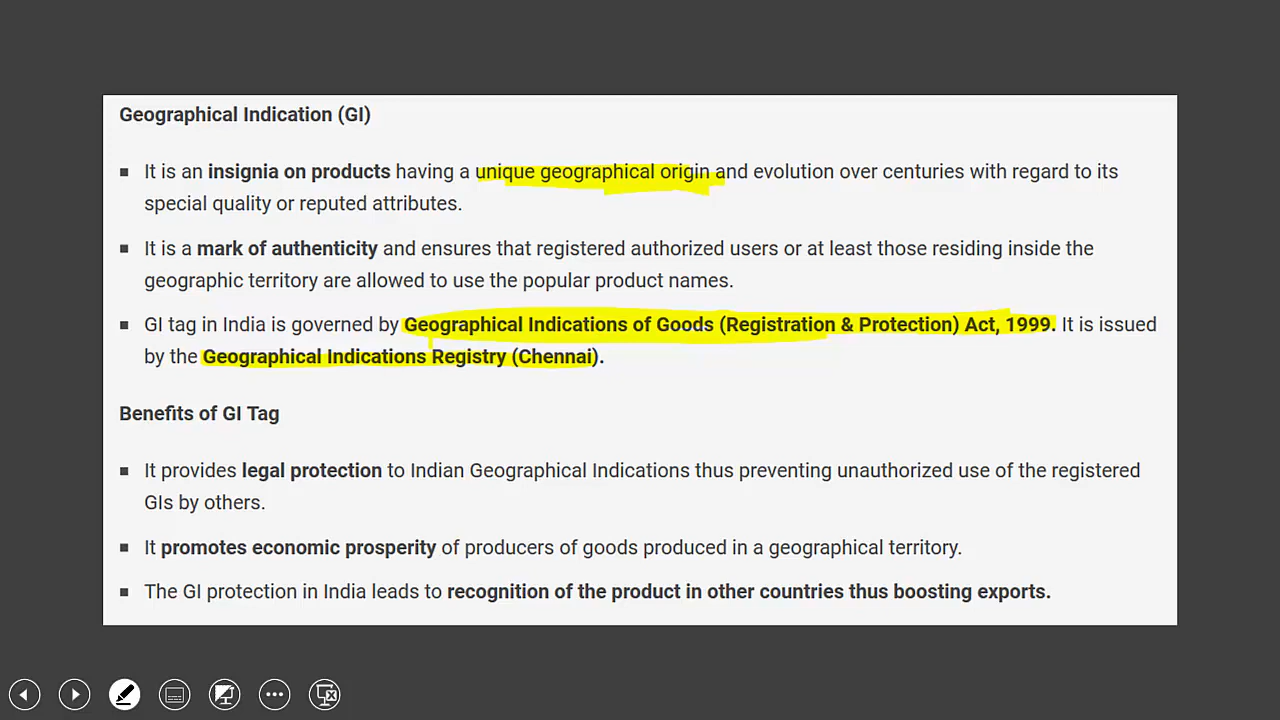 Geographical Indication (GI)
It is an insignia on products having a unique geographical origin and evolution over centuries with regard to its
special quality or reputed attributes.
It is a mark of authenticity and ensures that registered authorized users or at least those residing inside the
geographic territory are allowed to use the popular product names.
GI tag in India is governed by Geographical Indications of Goods (Registration & Protection) Act, 1999. It is issued
by the Geographical Indications Registry (Chennai).
Benefits of GI Tag
It provides legal protection to Indian Geographical Indications thus preventing unauthorized use of the registered
GIs by others.
It promotes economic prosperity of producers of goods produced in a geographical territory.
The GI protection in India leads to recognition of the product in other countries thus boosting exports.